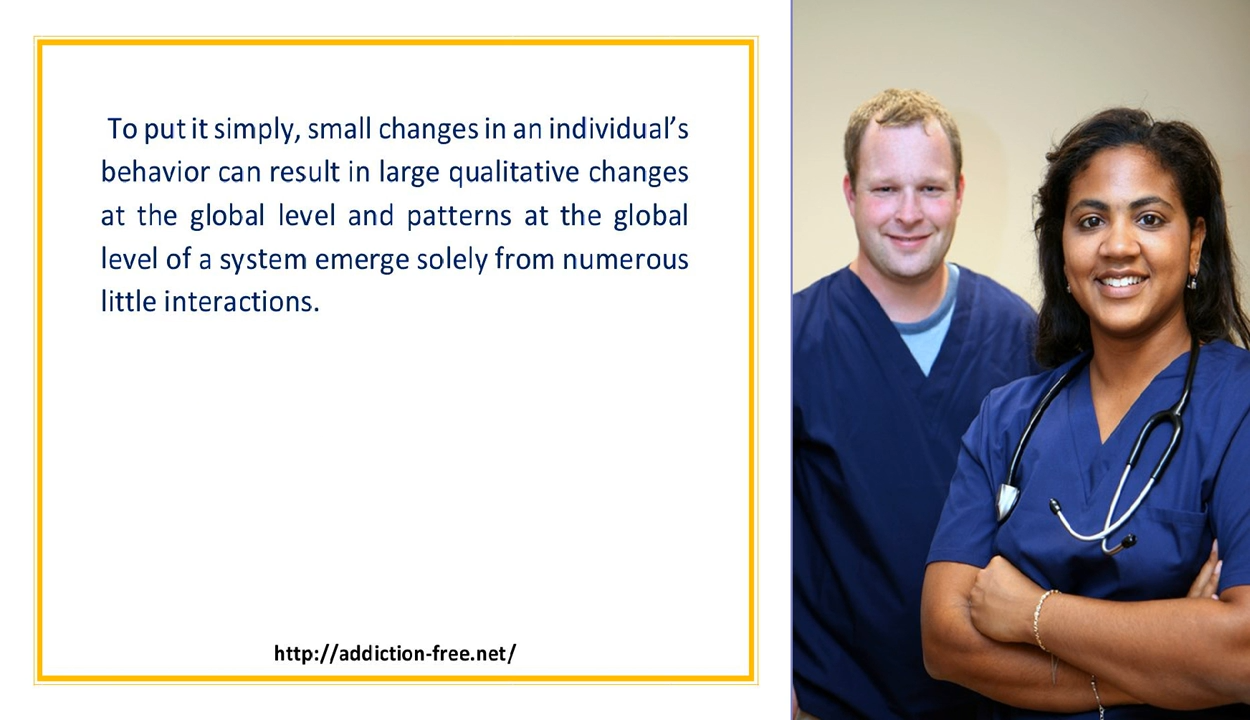 To put it simply, small changes in an individual’s
behavior can result in large qualitative changes
at the global level and patterns at the global
level of a system emerge solely from numerous
little interactions.
http://addiction-free.net/